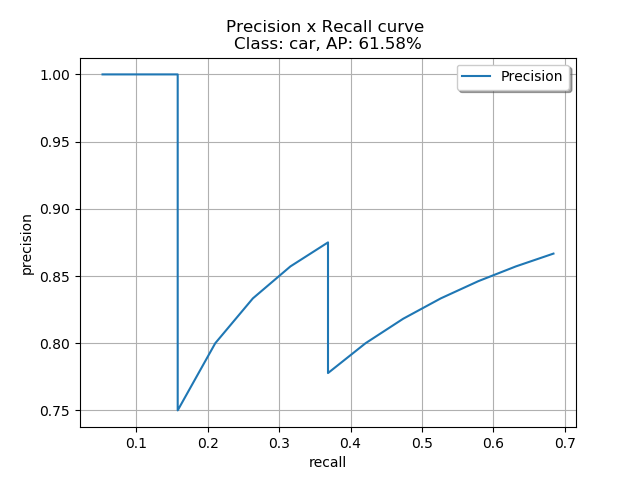 Precision x Recall curve
Class: car, AP: 61.58%
Precision
1.00
0.95
0.90
0.85
0.80
0.75
precision
0.1 0.2 0.3 0.4 0.5 0.6 0.7
recall